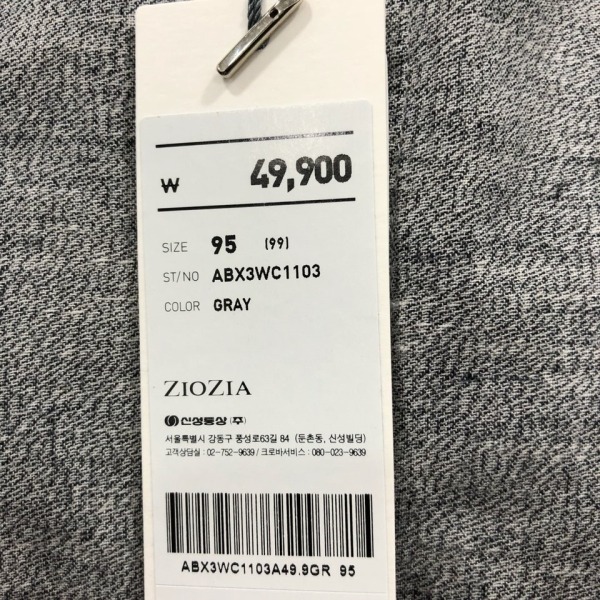 ₩ 49,900
SIZE 95 (99)
ST/NO ABX3WC1103
COLOR GRAY
ZIOZIA
신성통상(주)
서울특별시 강동구 풍성로63길 84 (둔촌동, 신성빌딩)
고객상담실 : 02-752-9639 / 크로바서비스 : 080-023-9639
ABX3WC1103A49.9GR 95